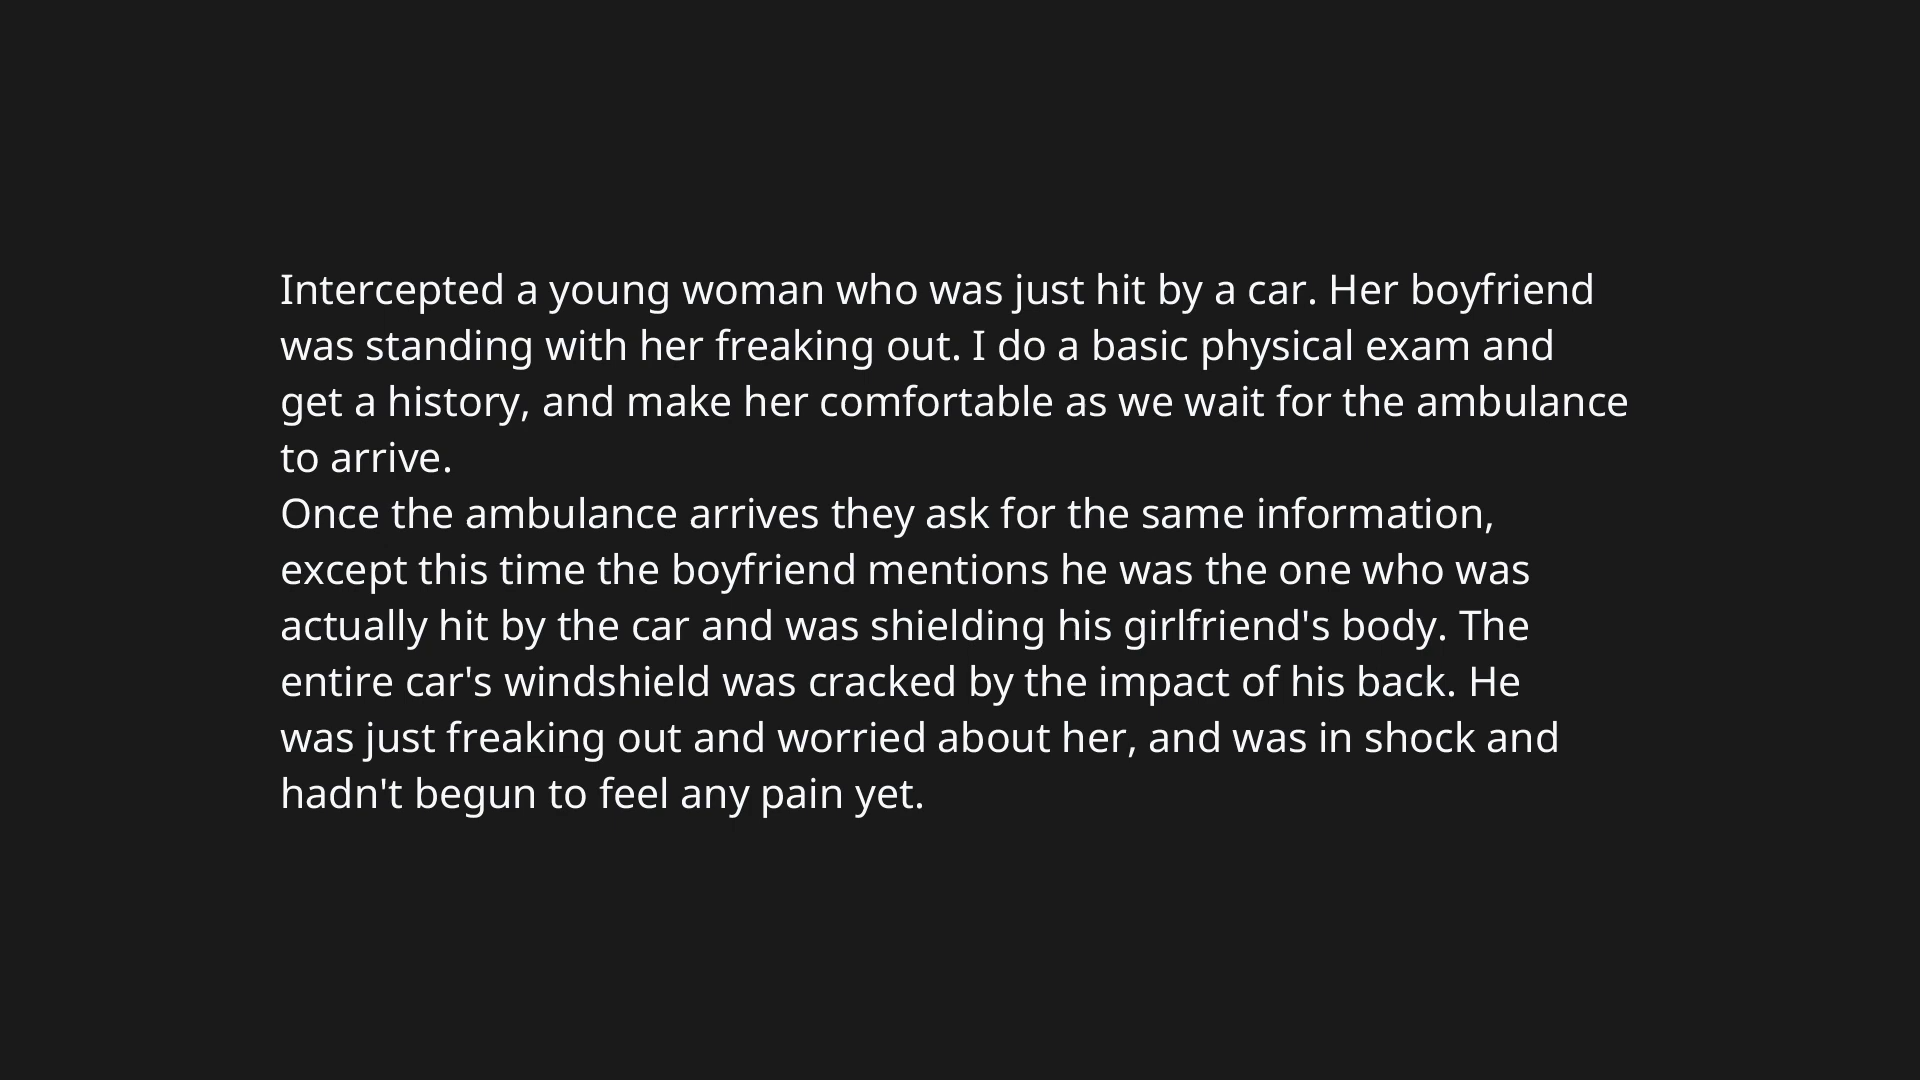 Intercepted a young woman who was just hit by a car. Her boyfriend
was standing with her freaking out. I do a basic physical exam and
get a history, and make her comfortable as we wait for the ambulance
to arrive.
Once the ambulance arrives they ask for the same information,
except this time the boyfriend mentions he was the one who was
actually hit by the car and was shielding his girlfriend's body. The
entire car's windshield was cracked by the impact of his back. He
was just freaking out and worried about her, and was in shock and
hadn't begun to feel any pain yet.